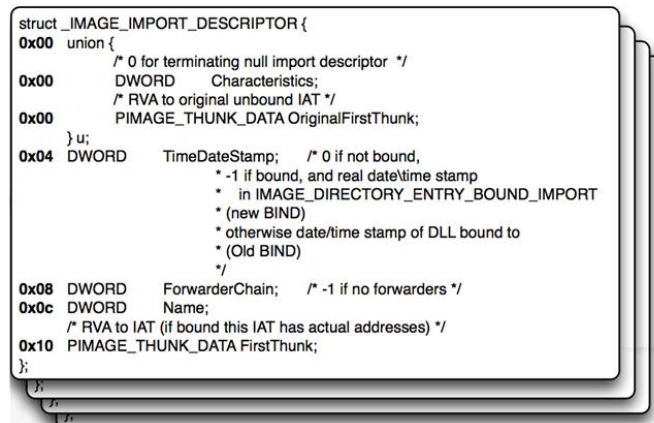 struct _IMAGE_IMPORT_DESCRIPTOR {
0x00 union {
/* 0 for terminating null import descriptor */
0x00 DWORD Characteristics;
/* RVA to original unbound IAT */
0x00 PIMAGE_THUNK_DATA OriginalFirstThunk;
} u;
0x04 DWORD TimeDateStamp; /* 0 if not bound,
* -1 if bound, and real date\time stamp
* in IMAGE_DIRECTORY_ENTRY_BOUND_IMPORT
* (new BIND)
* otherwise date/time stamp of DLL bound to
* (Old BIND)
*/
0x08 DWORD ForwarderChain; /* -1 if no forwarders */
0x0c DWORD Name;
/* RVA to IAT (if bound this IAT has actual addresses) */
0x10 PIMAGE_THUNK_DATA FirstThunk;
};
};
};
};